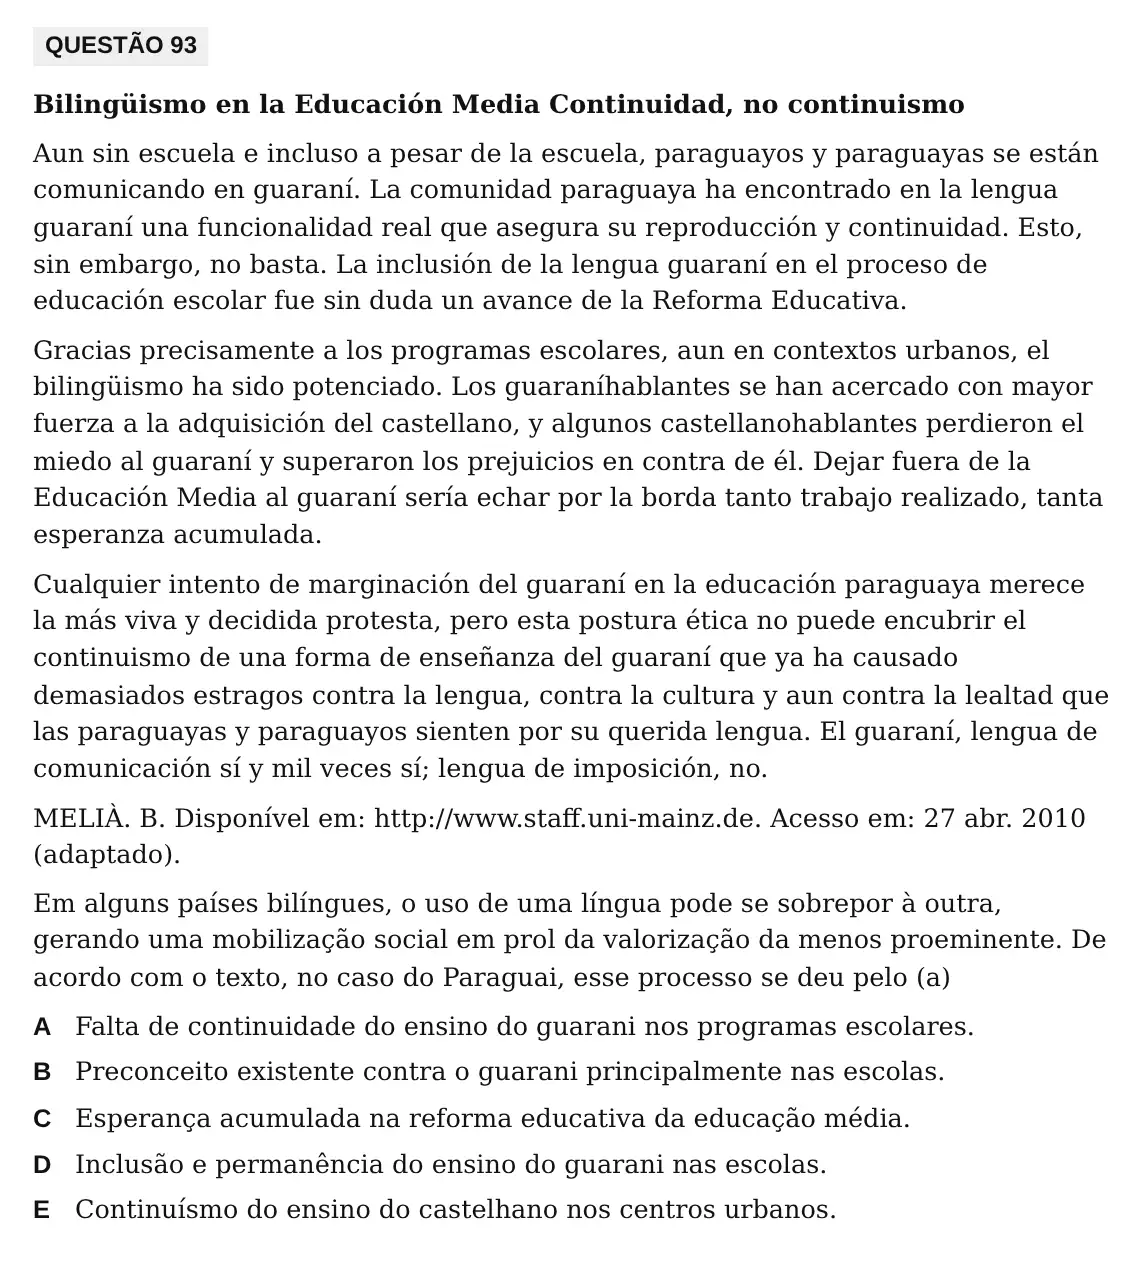 QUESTÃO 93
Bilingüismo en la Educación Media Continuidad, no continuismo
Aun sin escuela e incluso a pesar de la escuela, paraguayos y paraguayas se están
comunicando en guaraní. La comunidad paraguaya ha encontrado en la lengua
guaraní una funcionalidad real que asegura su reproducción y continuidad. Esto,
sin embargo, no basta. La inclusión de la lengua guaraní en el proceso de
educación escolar fue sin duda un avance de la Reforma Educativa.
Gracias precisamente a los programas escolares, aun en contextos urbanos, el
bilingüismo ha sido potenciado. Los guaraníhablantes se han acercado con mayor
fuerza a la adquisición del castellano, y algunos castellanohablantes perdieron el
miedo al guaraní y superaron los prejuicios en contra de él. Dejar fuera de la
Educación Media al guaraní sería echar por la borda tanto trabajo realizado, tanta
esperanza acumulada.
Cualquier intento de marginación del guaraní en la educación paraguaya merece
la más viva y decidida protesta, pero esta postura ética no puede encubrir el
continuismo de una forma de enseñanza del guaraní que ya ha causado
demasiados estragos contra la lengua, contra la cultura y aun contra la lealtad que
las paraguayas y paraguayos sienten por su querida lengua. El guaraní, lengua de
comunicación sí y mil veces sí; lengua de imposición, no.
MELIÀ. B. Disponível em: http://www.staff.uni-mainz.de. Acesso em: 27 abr. 2010
(adaptado).
Em alguns países bilíngues, o uso de uma língua pode se sobrepor à outra,
gerando uma mobilização social em prol da valorização da menos proeminente. De
acordo com o texto, no caso do Paraguai, esse processo se deu pelo (a)
A Falta de continuidade do ensino do guarani nos programas escolares.
B Preconceito existente contra o guarani principalmente nas escolas.
C Esperança acumulada na reforma educativa da educação média.
D Inclusão e permanência do ensino do guarani nas escolas.
E Continuísmo do ensino do castelhano nos centros urbanos.